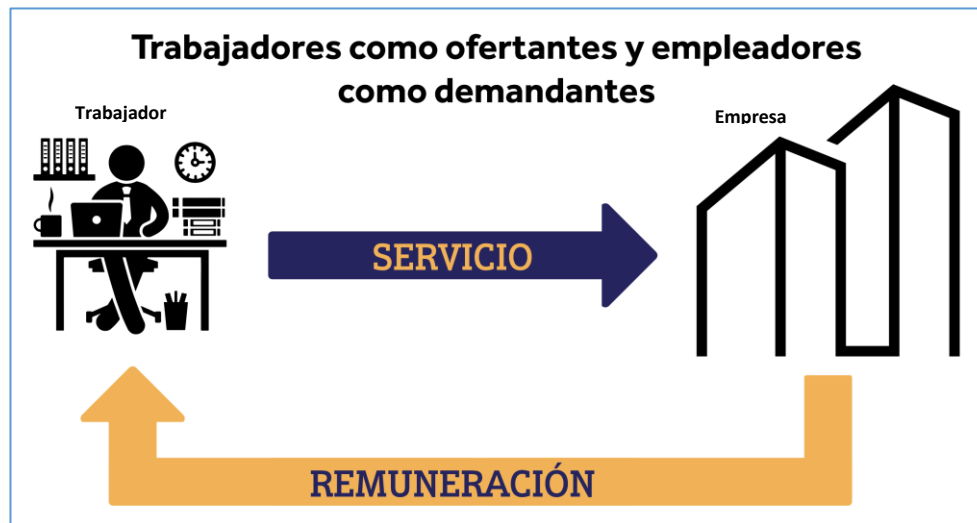 Trabajadores como ofertantes y empleadores
como demandantes
Trabajador
Empresa
SERVICIO
REMUNERACIÓN